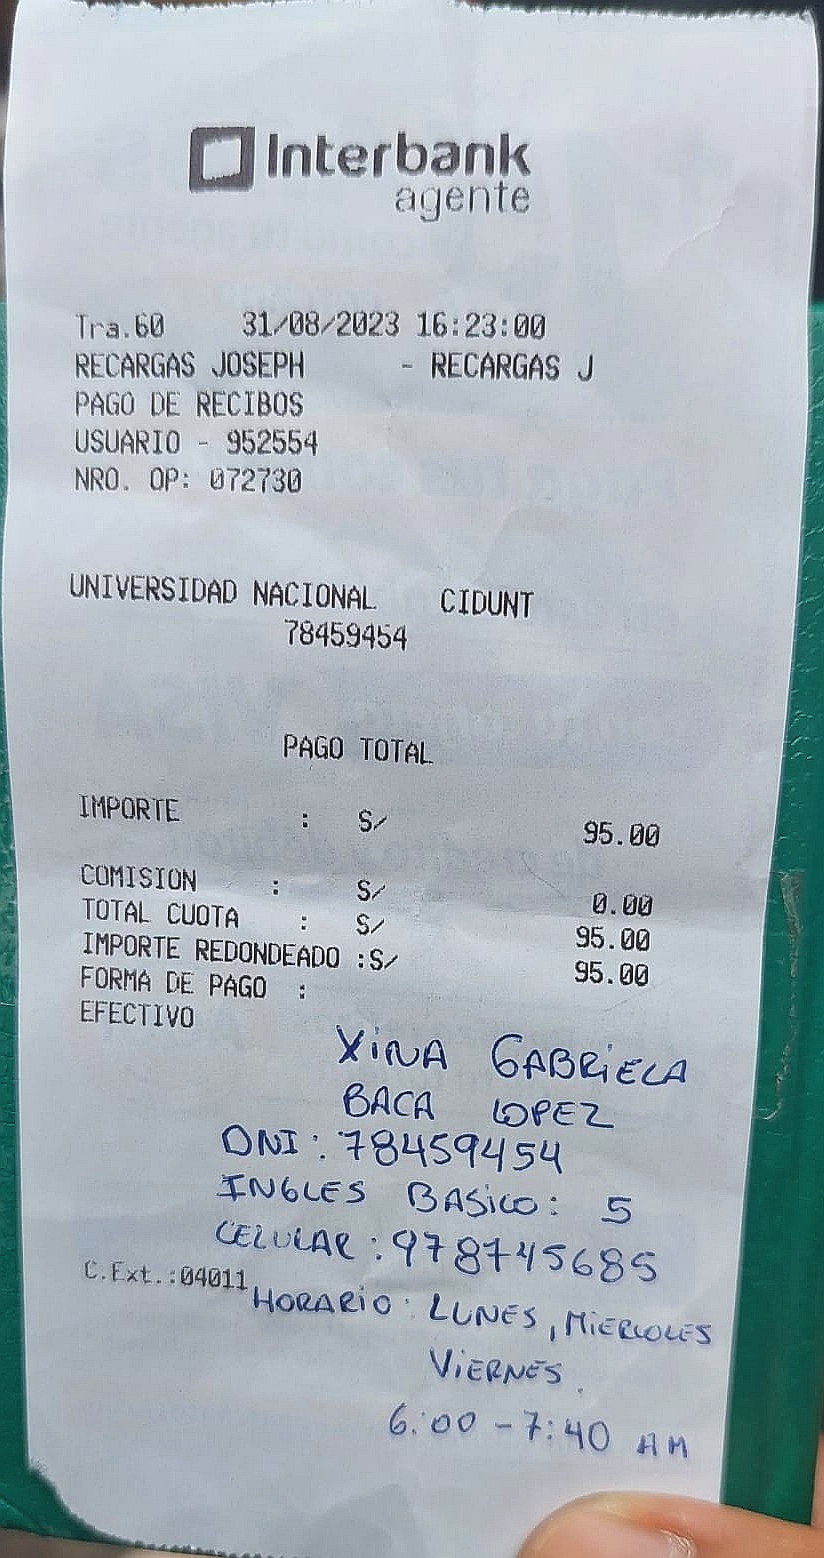 Interbank
agente
Tra.60 31/08/2023 16:23:00
RECARGAS JOSEPH - RECARGAS J
PAGO DE RECIBOS
USUARIO - 952554
NRO. OP: 072730
UNIVERSIDAD NACIONAL CIDUNT
78459454
PAGO TOTAL
IMPORTE : S/ 95.00
COMISION : S/ 0.00
TOTAL CUOTA : S/ 95.00
IMPORTE REDONDEADO :S/ 95.00
FORMA DE PAGO :
EFECTIVO
XiNA GABRiELA
BACA LOPEZ
DNI: 78459454
INGLES BASiCO: 5
CELULAR: 978745685
C.Ext.:04011
HORARiO: LUNES, MiERCOLES
ViERNES.
6:00 - 7:40 AM